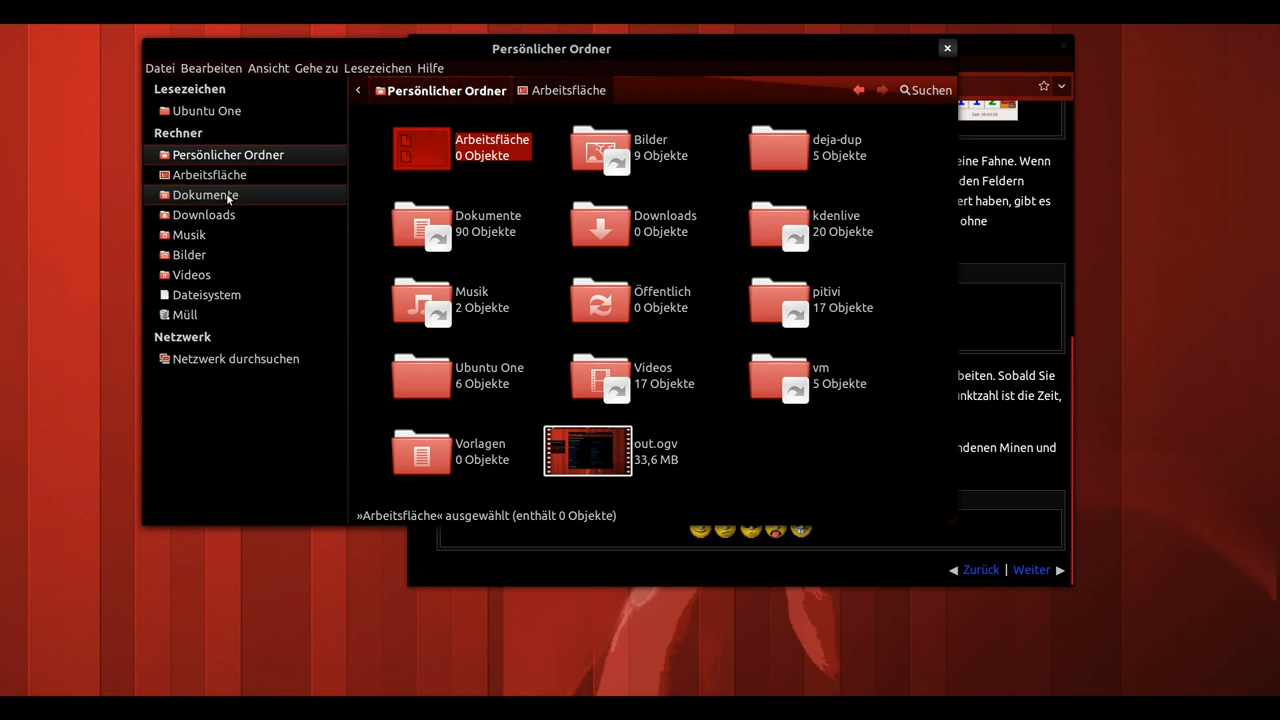 Persönlicher Ordner
Datei Bearbeiten Ansicht Gehe zu Lesezeichen Hilfe
Lesezeichen
Ubuntu One
Rechner
Persönlicher Ordner
Arbeitsfläche
Dokumente
Downloads
Musik
Bilder
Videos
Dateisystem
Müll
Netzwerk
Netzwerk durchsuchen
Persönlicher Ordner Arbeitsfläche Suchen
Arbeitsfläche
0 Objekte
Bilder
9 Objekte
deja-dup
5 Objekte
Dokumente
90 Objekte
Downloads
0 Objekte
kdenlive
20 Objekte
Musik
2 Objekte
Öffentlich
0 Objekte
pitivi
17 Objekte
Ubuntu One
6 Objekte
Videos
17 Objekte
vm
5 Objekte
Vorlagen
0 Objekte
out.ogv
33,6 MB
»Arbeitsfläche« ausgewählt (enthält 0 Objekte)
1 1 2
eine Fahne. Wenn
den Feldern
ert haben, gibt es
ohne
beiten. Sobald Sie
nktzahl ist die Zeit,
ndenen Minen und
Zurück | Weiter